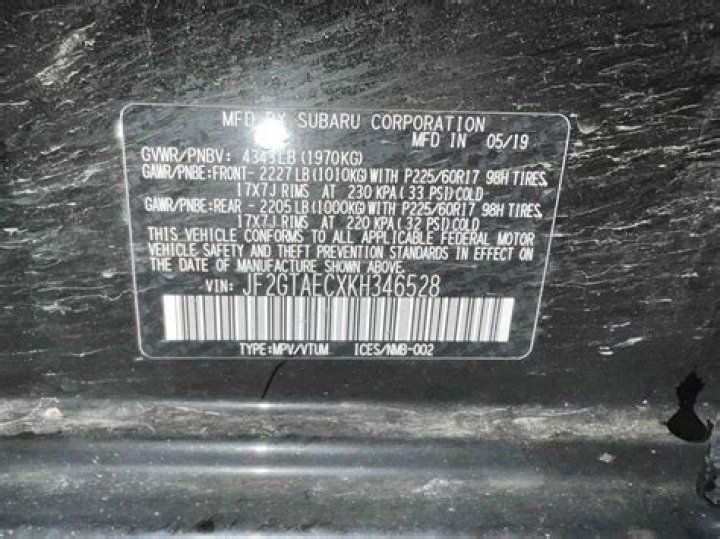 MFD BY SUBARU CORPORATION
MFD IN 05/19
GVWR/PNBV: 4343LB (1970KG)
GAWR/PNBE:FRONT- 2227LB (1010KG) WITH P225/60R17 98H TIRES,
17X7J RIMS AT 230 KPA ( 33 PSI) COLD
GAWR/PNBE:REAR - 2205LB (1000KG) WITH P225/60R17 98H TIRES,
17X7J RIMS AT 220 KPA ( 32 PSI) COLD
THIS VEHICLE CONFORMS TO ALL APPLICABLE FEDERAL MOTOR
VEHICLE SAFETY AND THEFT PREVENTION STANDARDS IN EFFECT ON
THE DATE OF MANUFACTURE SHOWN ABOVE.
VIN: JF2GTAECXKH346528
TYPE:MPV/VTUM ICES/NMB-002